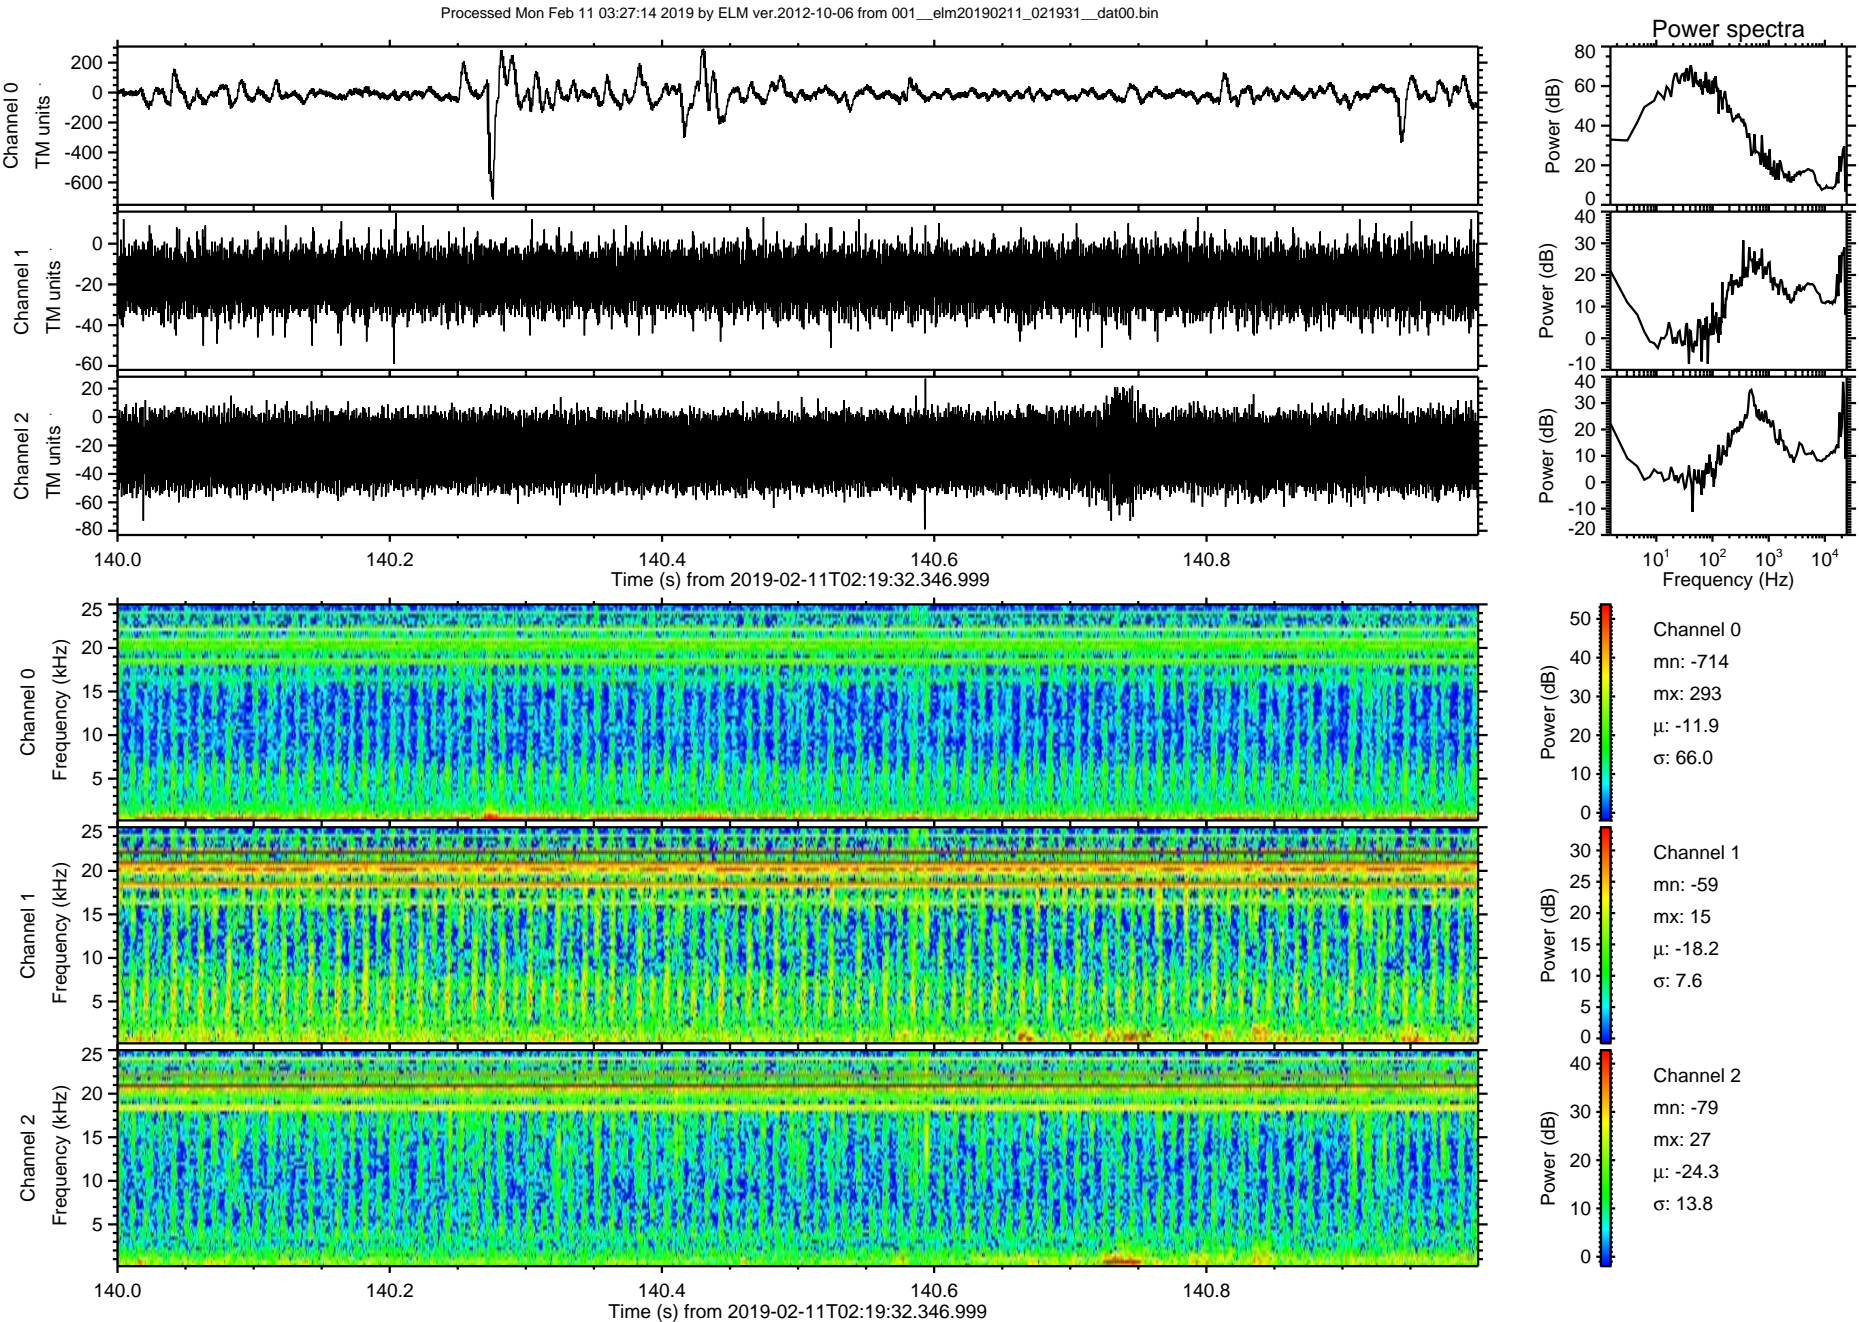 Processed Mon Feb 11 03:27:14 2019 by ELM ver.2012-10-06 from 001__elm20190211_021931__dat00.bin
Power spectra
Channel 0
TM units
200
0
-200
-400
-600
Power (dB)
80
60
40
20
0
Channel 1
TM units
0
-20
-40
-60
Power (dB)
40
30
20
10
0
-10
Channel 2
TM units
20
0
-20
-40
-60
-80
Power (dB)
40
30
20
10
0
-10
-20
140.0 140.2 140.4 140.6 140.8
Time (s) from 2019-02-11T02:19:32.346.999
10¹ 10² 10³ 10⁴
Frequency (Hz)
Channel 0
Frequency (kHz)
25
20
15
10
5
Power (dB)
50
40
30
20
10
0
Channel 0
mn: -714
mx: 293
μ: -11.9
σ: 66.0
Channel 1
Frequency (kHz)
25
20
15
10
5
Power (dB)
30
25
20
15
10
5
0
Channel 1
mn: -59
mx: 15
μ: -18.2
σ: 7.6
Channel 2
Frequency (kHz)
25
20
15
10
5
Power (dB)
40
30
20
10
0
Channel 2
mn: -79
mx: 27
μ: -24.3
σ: 13.8
140.0 140.2 140.4 140.6 140.8
Time (s) from 2019-02-11T02:19:32.346.999